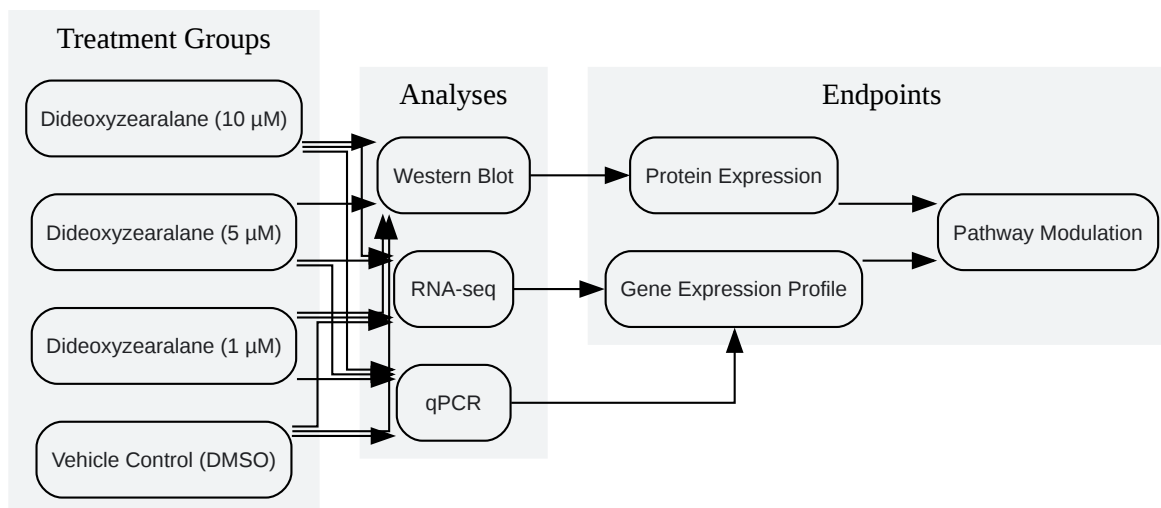 Treatment Groups
Dideoxyzearalane (10 µM)
Dideoxyzearalane (5 µM)
Dideoxyzearalane (1 µM)
Vehicle Control (DMSO)
Analyses
Western Blot
RNA-seq
qPCR
Endpoints
Protein Expression
Gene Expression Profile
Pathway Modulation